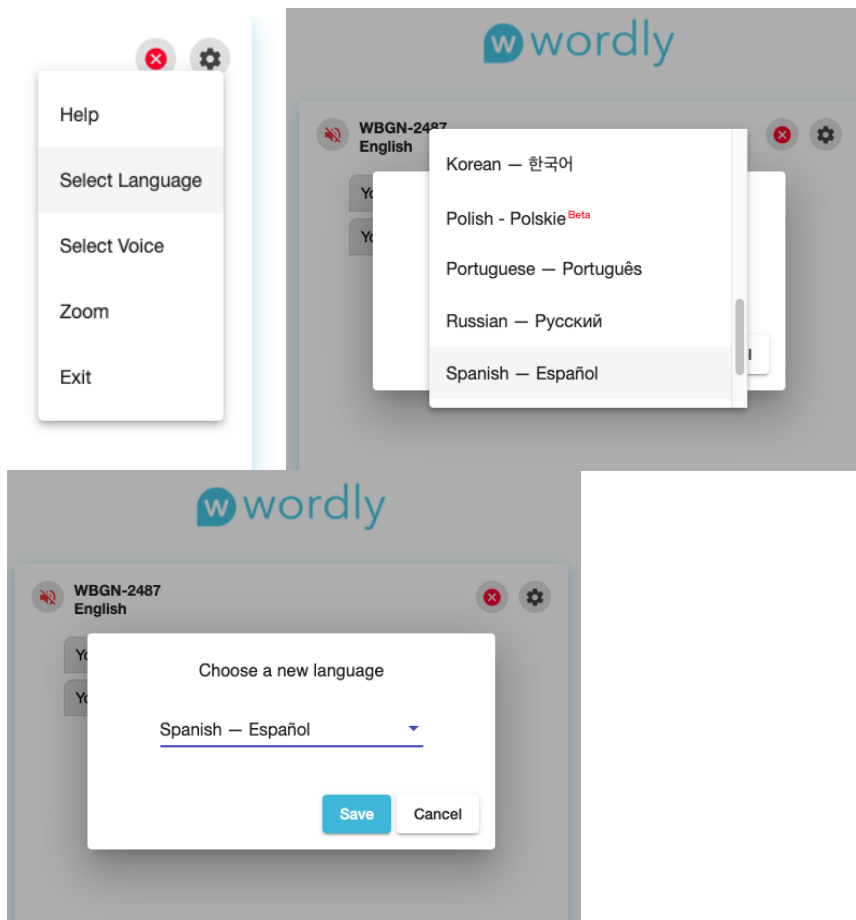 Help
Select Language
Select Voice
Zoom
Exit
w wordly
WBGN-2487
English
Korean — 한국어
Polish - Polskie Beta
Portuguese — Português
Russian — Русский
Spanish — Español
w wordly
WBGN-2487
English
Choose a new language
Spanish — Español
Save Cancel